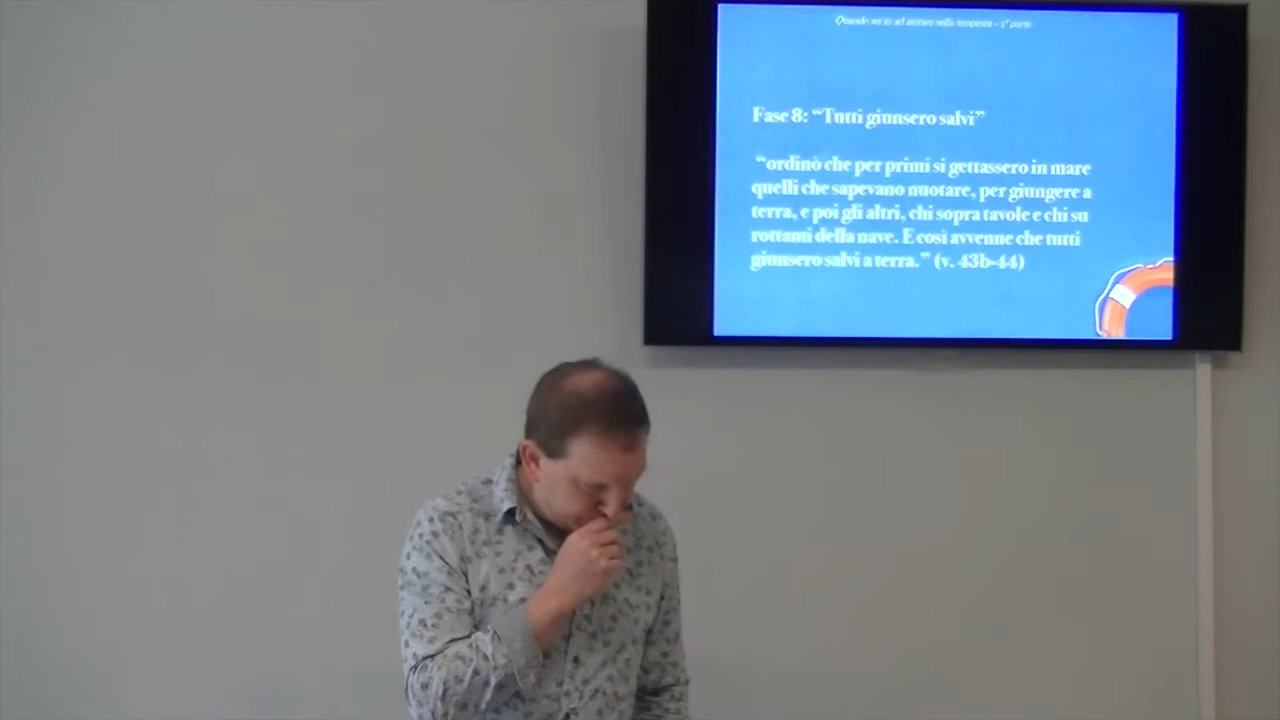 Quando sei tu ad aiutare nella tempesta - 1° parte
Fase 8: “Tutti giunsero salvi”
“ordinò che per primi si gettassero in mare
quelli che sapevano nuotare, per giungere a
terra, e poi gli altri, chi sopra tavole e chi su
rottami della nave. E così avvenne che tutti
giunsero salvi a terra.” (v. 43b-44)